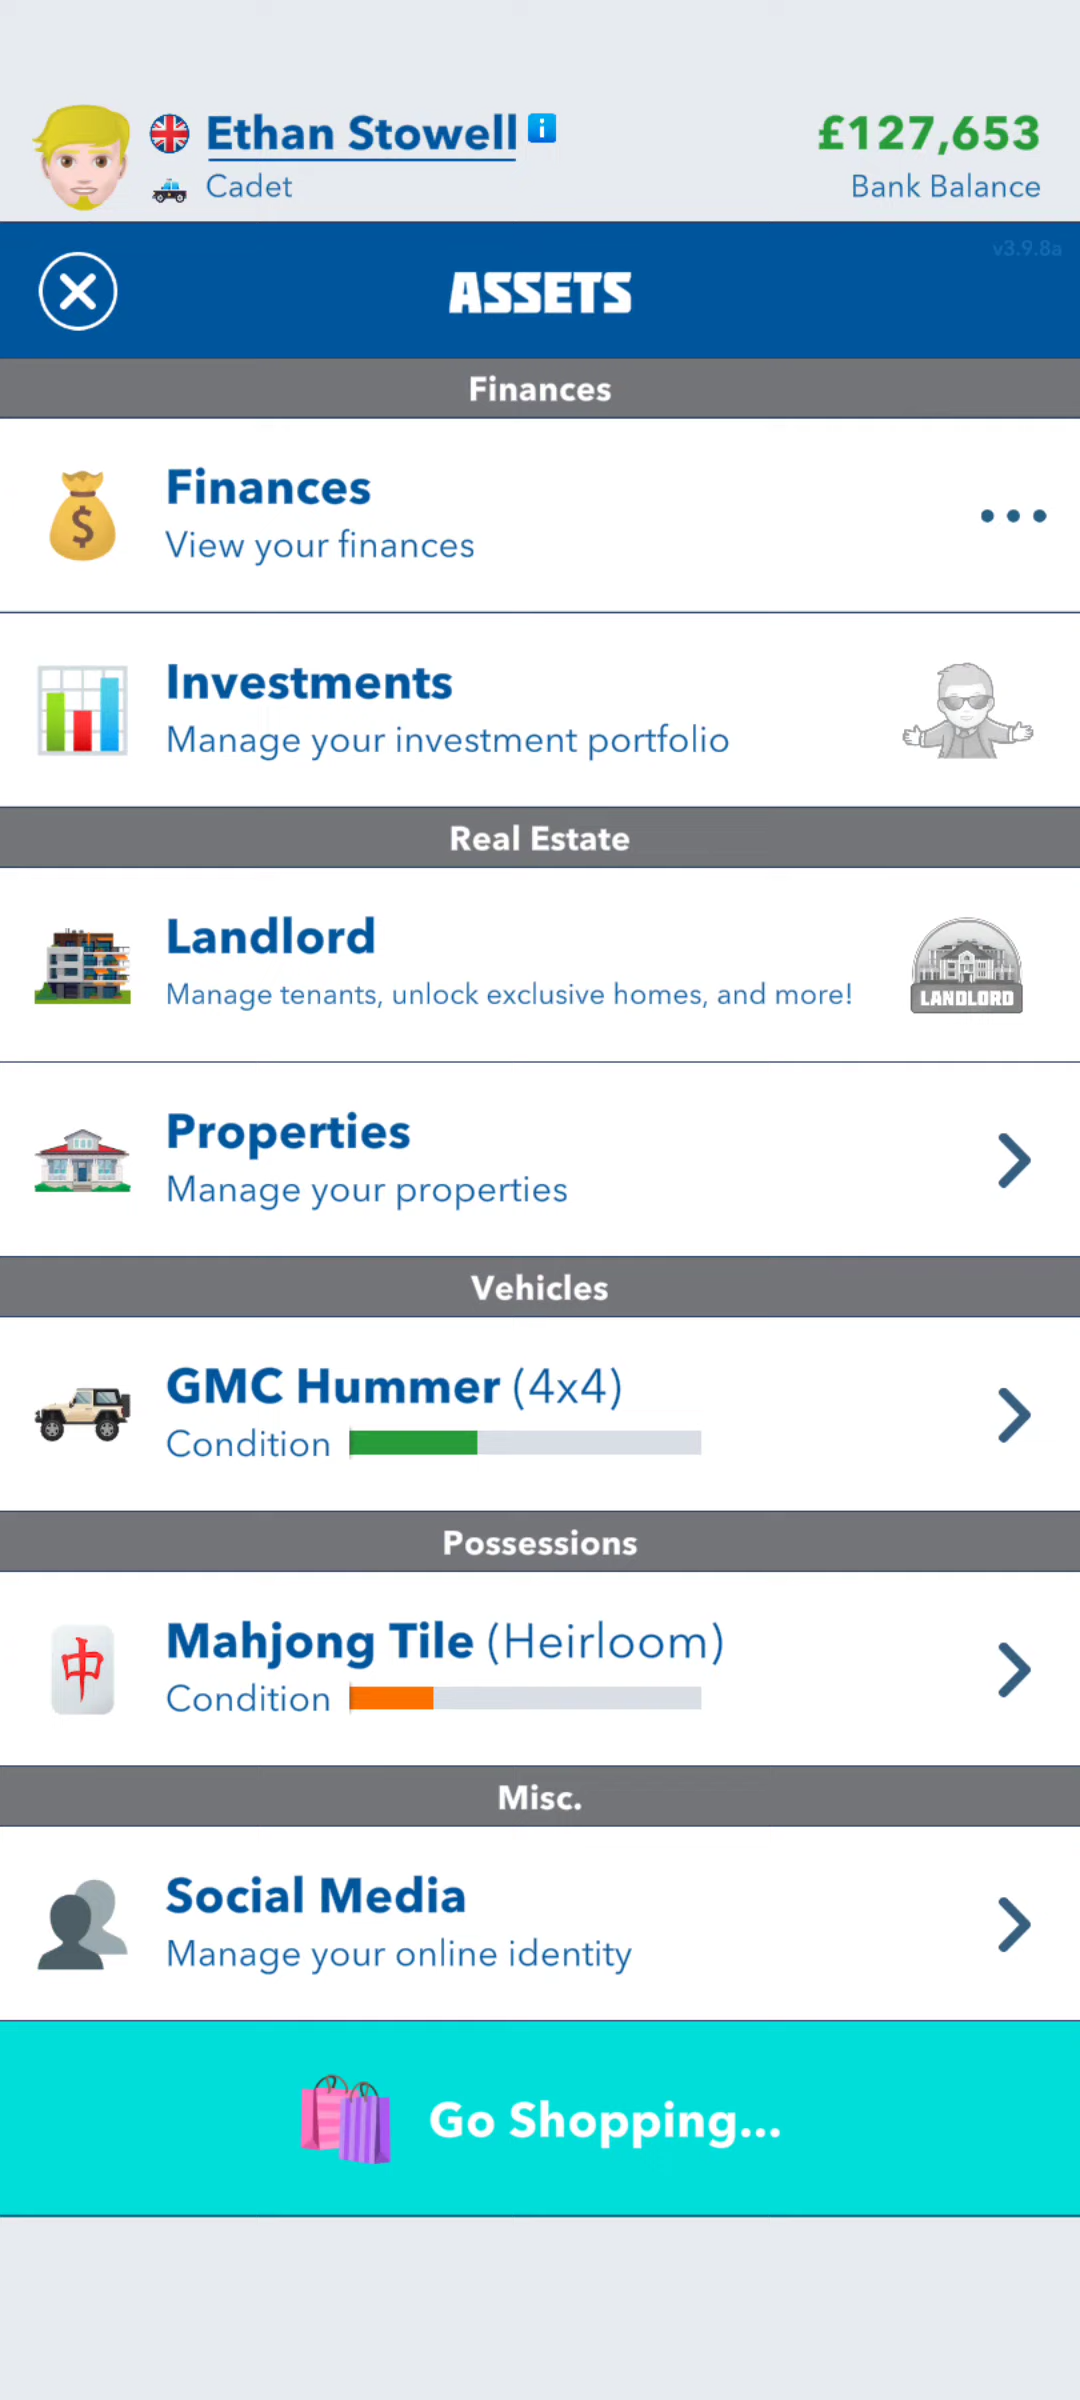 Ethan Stowell
Cadet
£127,653
Bank Balance
v3.9.8a
ASSETS
Finances
Finances
View your finances
Investments
Manage your investment portfolio
Real Estate
Landlord
Manage tenants, unlock exclusive homes, and more!
LANDLORD
Properties
Manage your properties
Vehicles
GMC Hummer (4x4)
Condition
Possessions
中
Mahjong Tile (Heirloom)
Condition
Misc.
Social Media
Manage your online identity
Go Shopping...